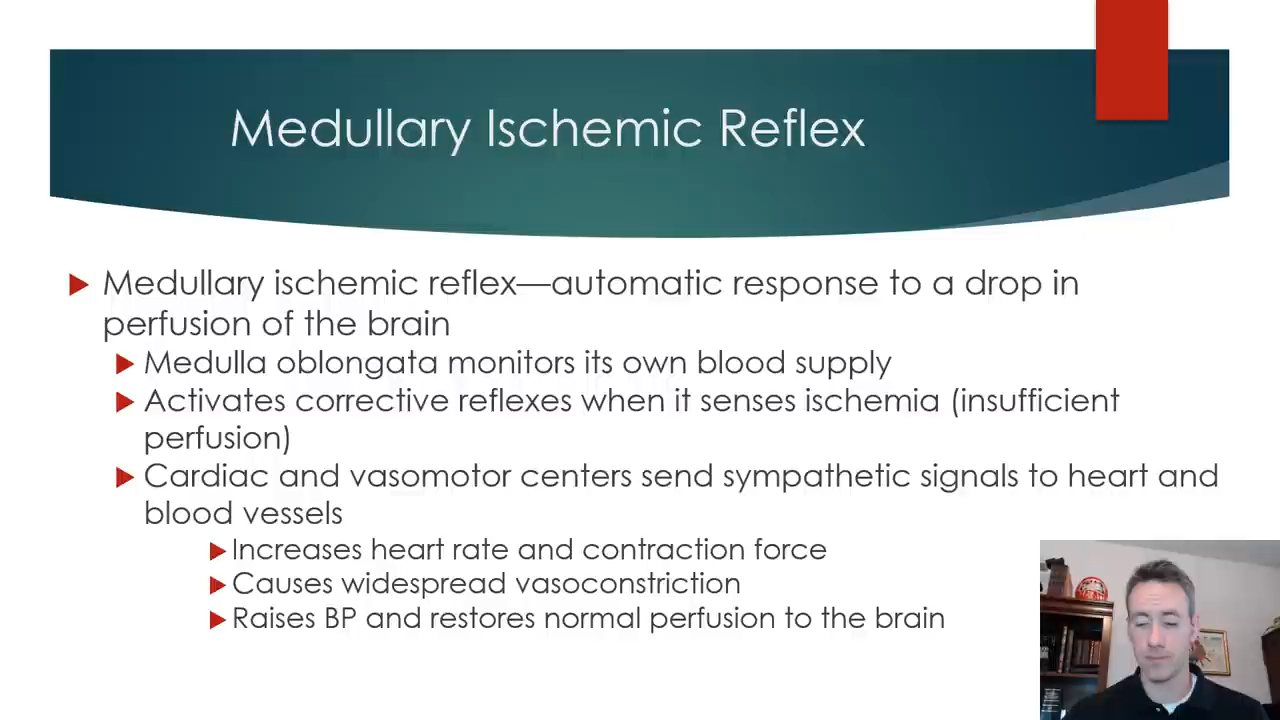 Medullary Ischemic Reflex
Medullary ischemic reflex—automatic response to a drop in
perfusion of the brain
Medulla oblongata monitors its own blood supply
Activates corrective reflexes when it senses ischemia (insufficient
perfusion)
Cardiac and vasomotor centers send sympathetic signals to heart and
blood vessels
Increases heart rate and contraction force
Causes widespread vasoconstriction
Raises BP and restores normal perfusion to the brain